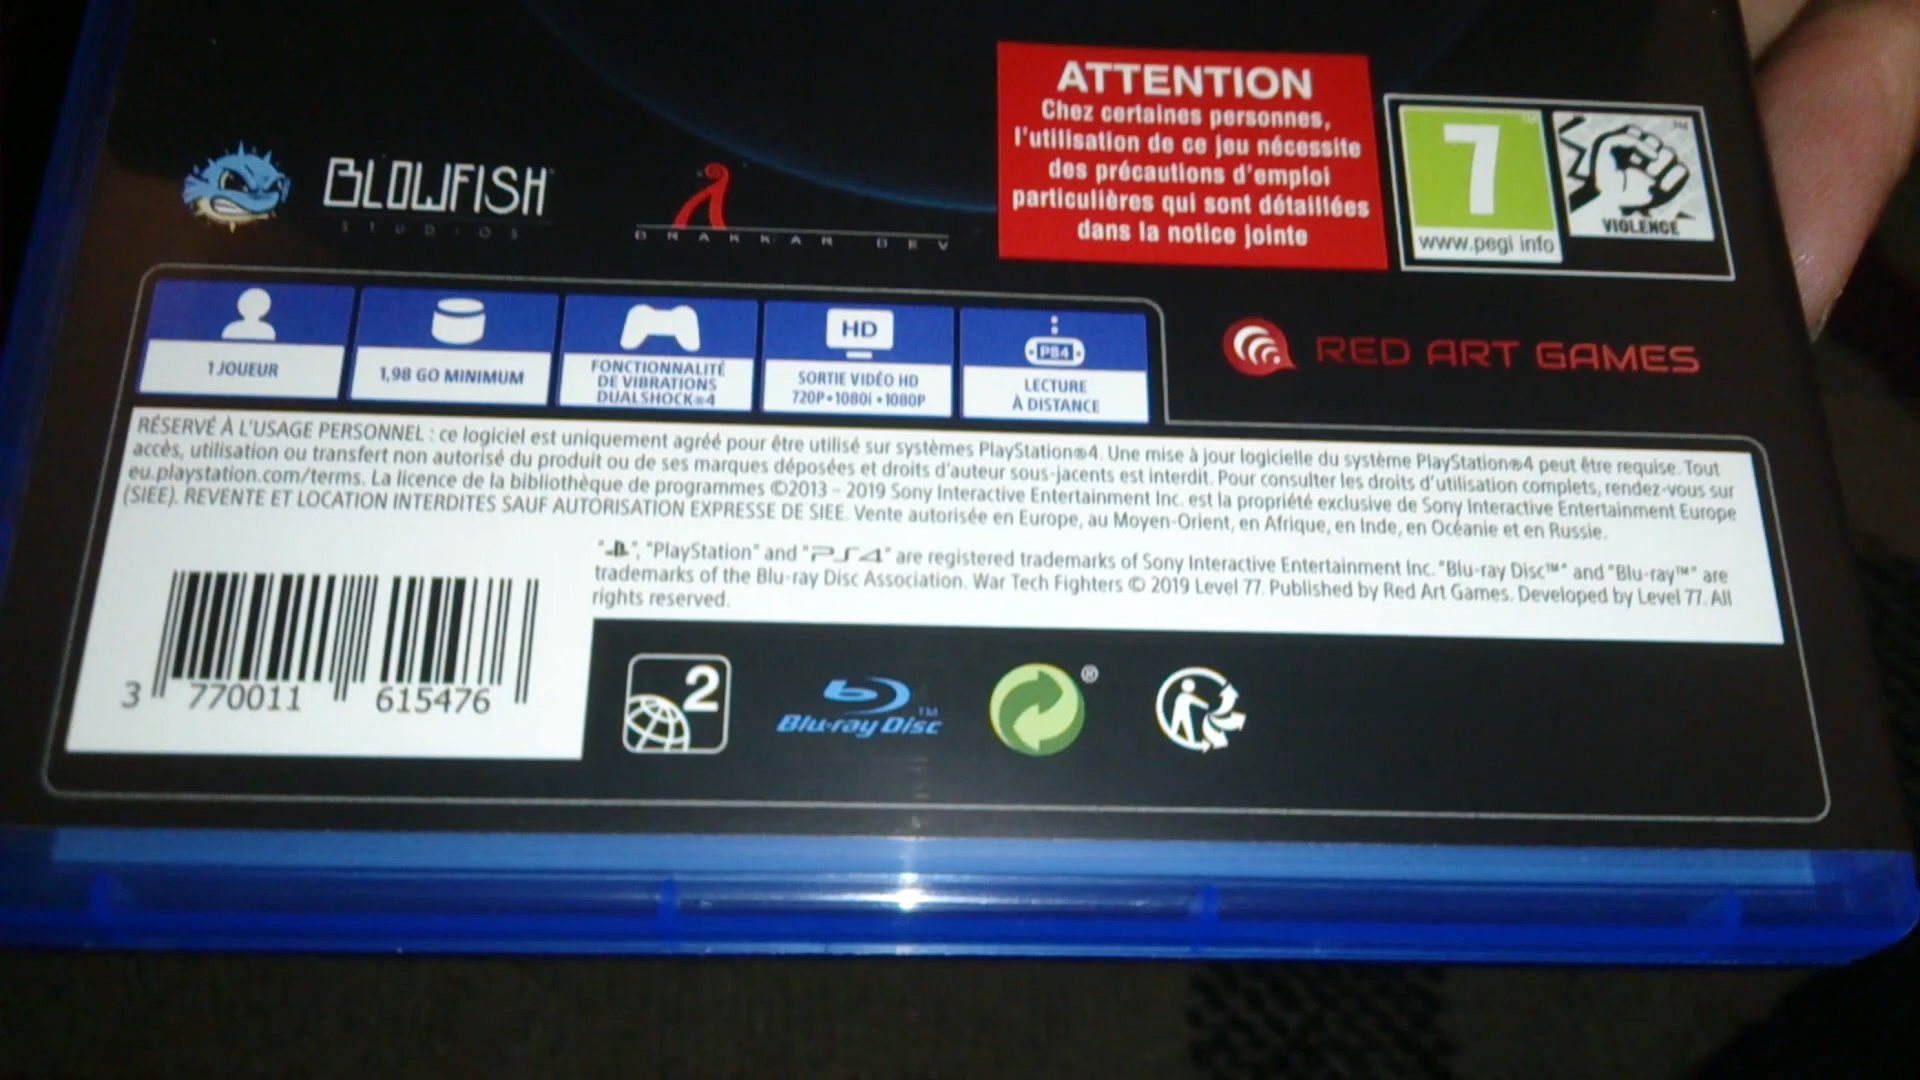 BLOWFISH
STUDIOS
BRAKKAN DEV
ATTENTION
Chez certaines personnes,
l'utilisation de ce jeu nécessite
des précautions d'emploi
particulières qui sont détaillées
dans la notice jointe
7
www.pegi info
VIOLENCE
1 JOUEUR
1,98 GO MINIMUM
FONCTIONNALITÉ
DE VIBRATIONS
DUALSHOCK®4
HD
SORTIE VIDÉO HD
720P•1080i•1080P
PS4
LECTURE
À DISTANCE
RED ART GAMES
RÉSERVÉ À L'USAGE PERSONNEL : ce logiciel est uniquement agréé pour être utilisé sur systèmes PlayStation®4. Une mise à jour logicielle du système PlayStation®4 peut être requise. Tout
accès, utilisation ou transfert non autorisé du produit ou de ses marques déposées et droits d'auteur sous-jacents est interdit. Pour consulter les droits d'utilisation complets, rendez-vous sur
eu.playstation.com/terms. La licence de la bibliothèque de programmes ©2013 – 2019 Sony Interactive Entertainment Inc. est la propriété exclusive de Sony Interactive Entertainment Europe
(SIEE). REVENTE ET LOCATION INTERDITES SAUF AUTORISATION EXPRESSE DE SIEE. Vente autorisée en Europe, au Moyen-Orient, en Afrique, en Inde, en Océanie et en Russie.
"PlayStation" and "PS4" are registered trademarks of Sony Interactive Entertainment Inc. "Blu-ray Disc™" and "Blu-ray™" are
trademarks of the Blu-ray Disc Association. War Tech Fighters © 2019 Level 77. Published by Red Art Games. Developed by Level 77. All
rights reserved.
3 770011 615476
2
Blu-ray Disc™
®